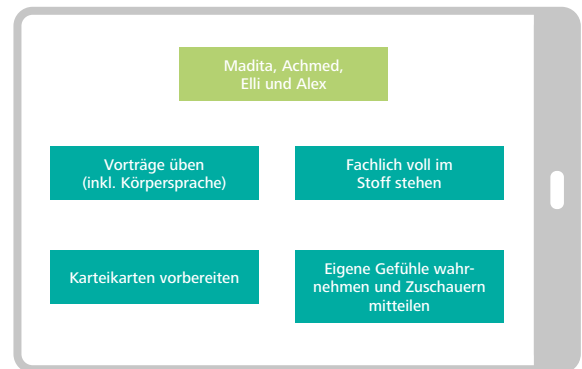 Madita, Achmed,
Elli und Alex
Vorträge üben
(inkl. Körpersprache)
Fachlich voll im
Stoff stehen
Karteikarten vorbereiten
Eigene Gefühle wahr-
nehmen und Zuschauern
mitteilen